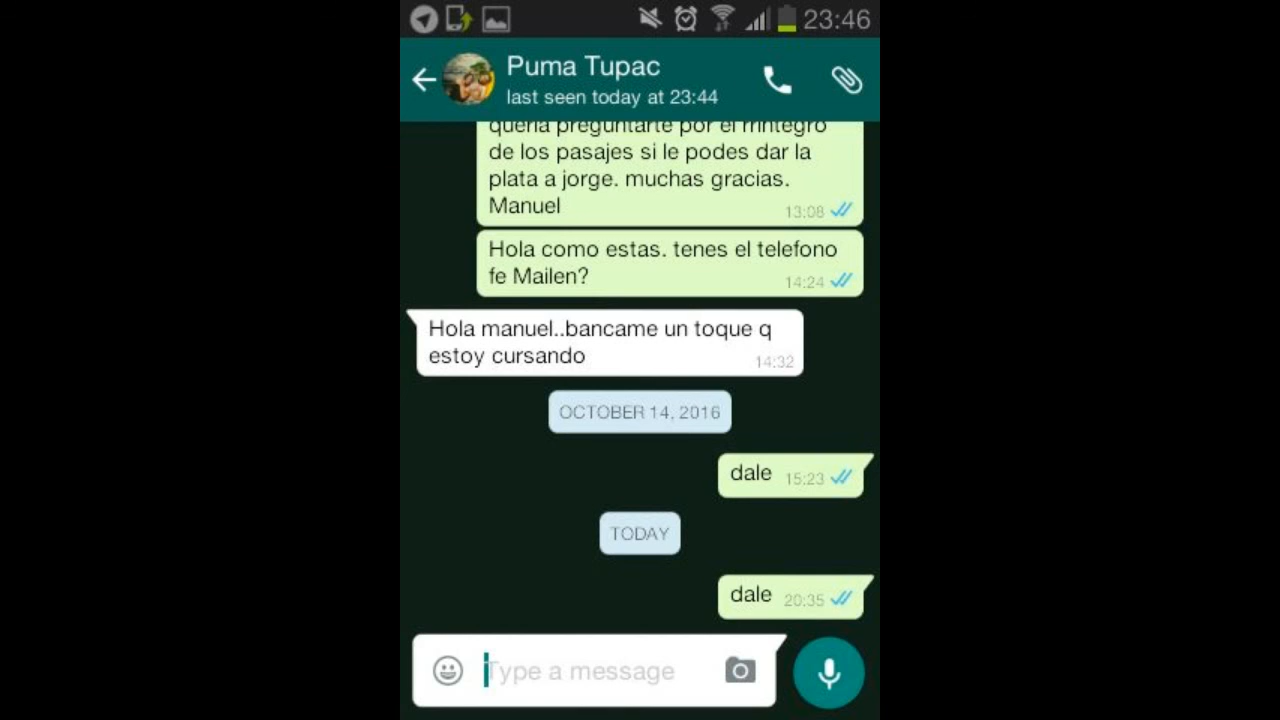 23:46
Puma Tupac
last seen today at 23:44
queria preguntarte por el
de los pasajes si le podes dar la
plata a jorge. muchas gracias.
Manuel
13:08
Hola como estas. tenes el telefono
fe Mailen?
14:24
Hola manuel..bancame un toque q
estoy cursando
14:32
OCTOBER 14, 2016
dale 15:23
TODAY
dale 20:35
Type a message